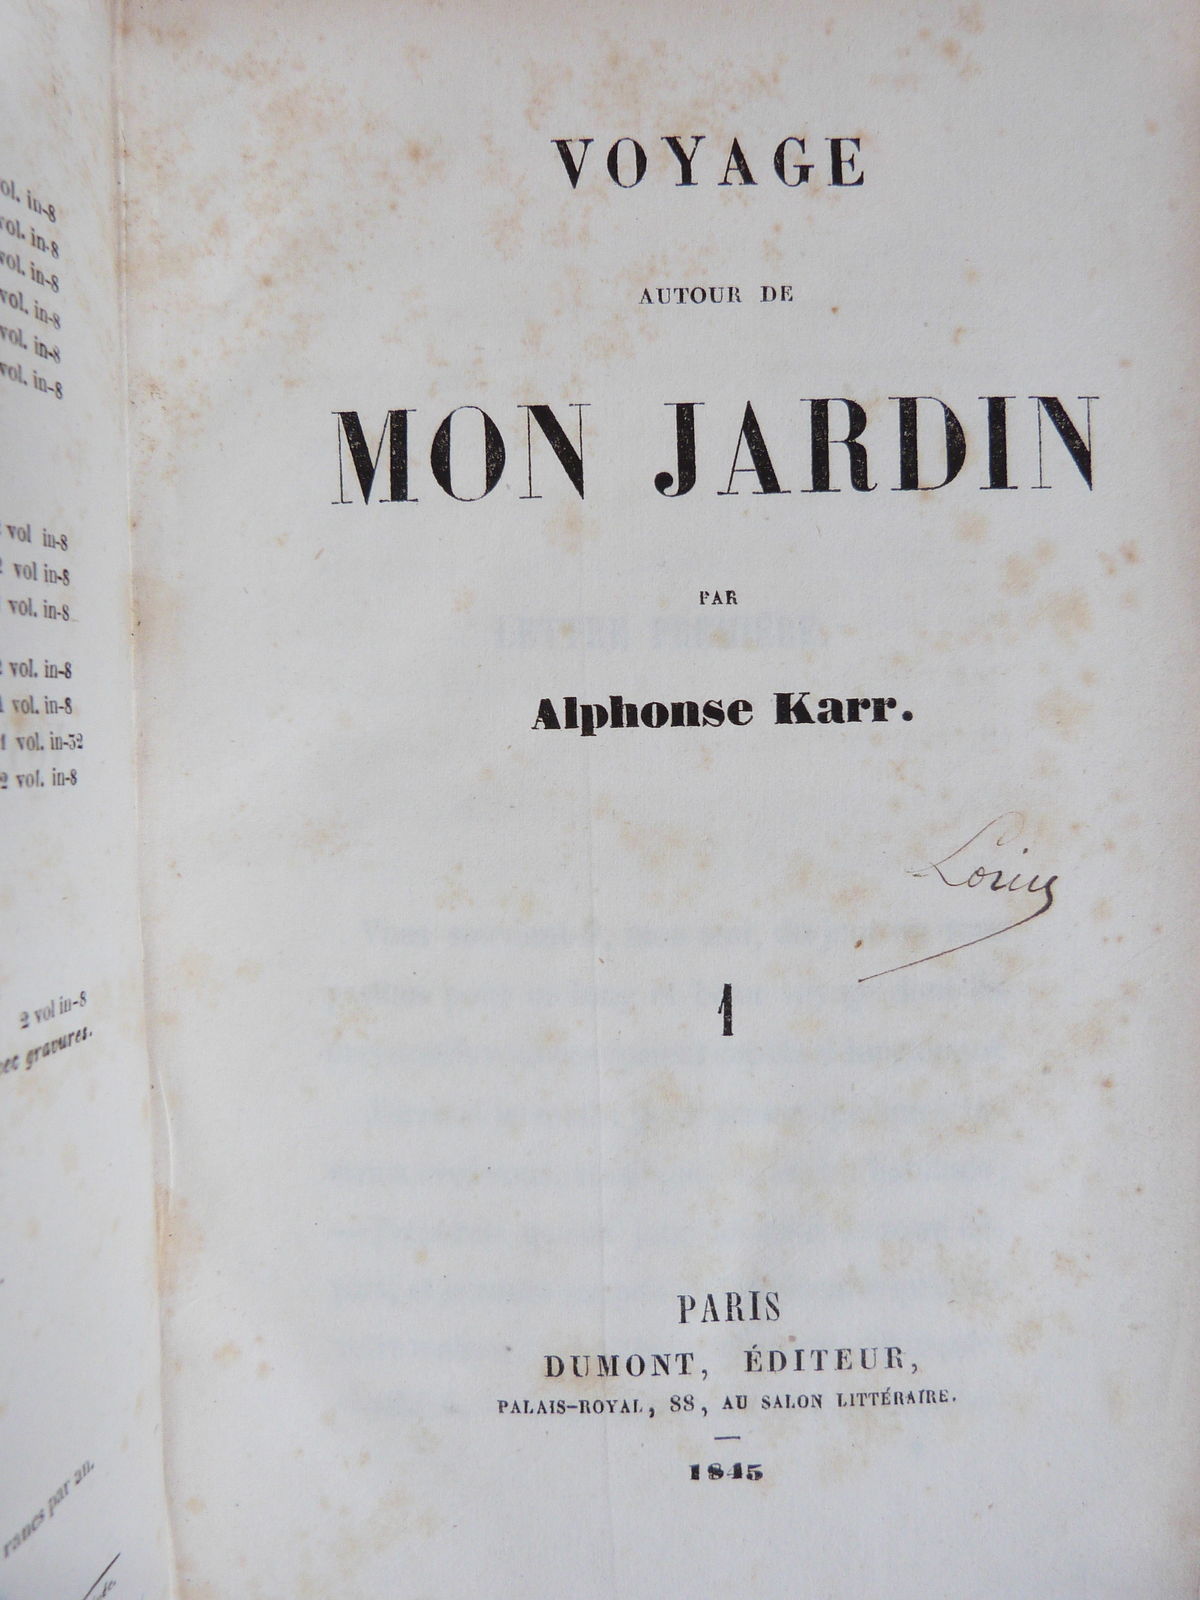 vol. in-8
vol. in-8
vol. in-8
vol. in-8
vol. in-8
vol. in-8
vol in-8
2 vol in-8
vol. in-8
2 vol. in-8
1 vol. in-8
1 vol. in-32
2 vol. in-8
2 vol in-8
gravures.
par an.
VOYAGE
AUTOUR DE
MON JARDIN
PAR
Alphonse Karr.
1
PARIS
DUMONT, ÉDITEUR,
PALAIS-ROYAL, 88, AU SALON LITTÉRAIRE.
1845